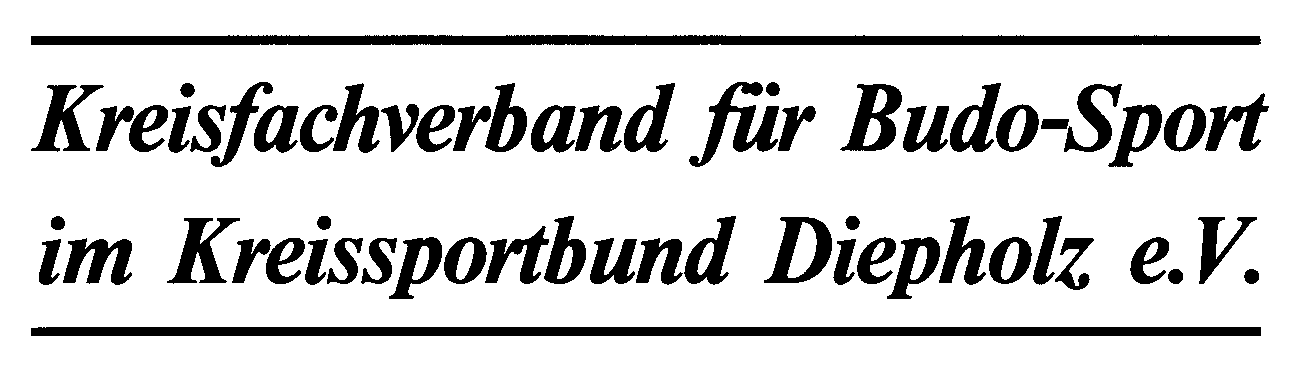 Kreisfachverband für Budo-Sport
im Kreissportbund Diepholz e.V.